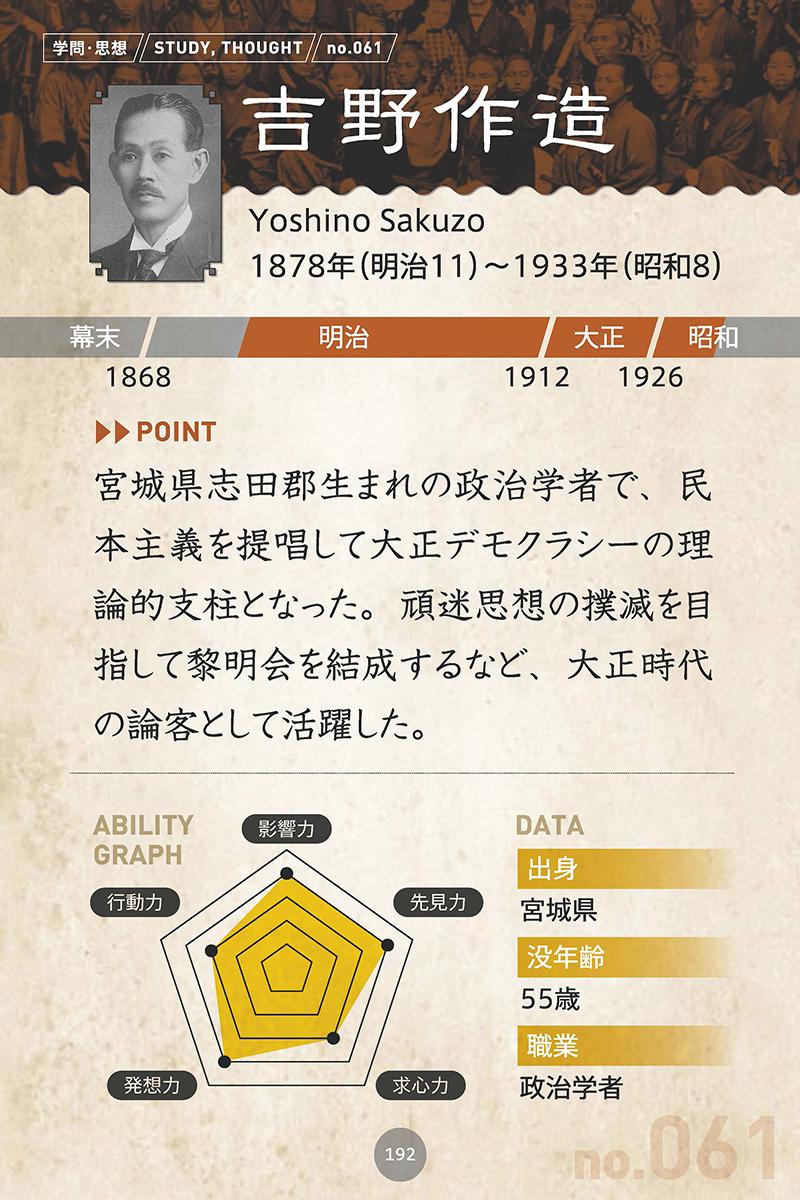 学問・思想 STUDY, THOUGHT no.061
吉野作造
Yoshino Sakuzo
1878年(明治11)～1933年(昭和8)
幕末 明治 大正 昭和
1868 1912 1926
POINT
宮城県志田郡生まれの政治学者で、民
本主義を提唱して大正デモクラシーの理
論的支柱となった。頑迷思想の撲滅を目
指して黎明会を結成するなど、大正時代
の論客として活躍した。
ABILITY
GRAPH
影響力
行動力
先見力
発想力
求心力
DATA
出身
宮城県
没年齢
55歳
職業
政治学者
192
no.061